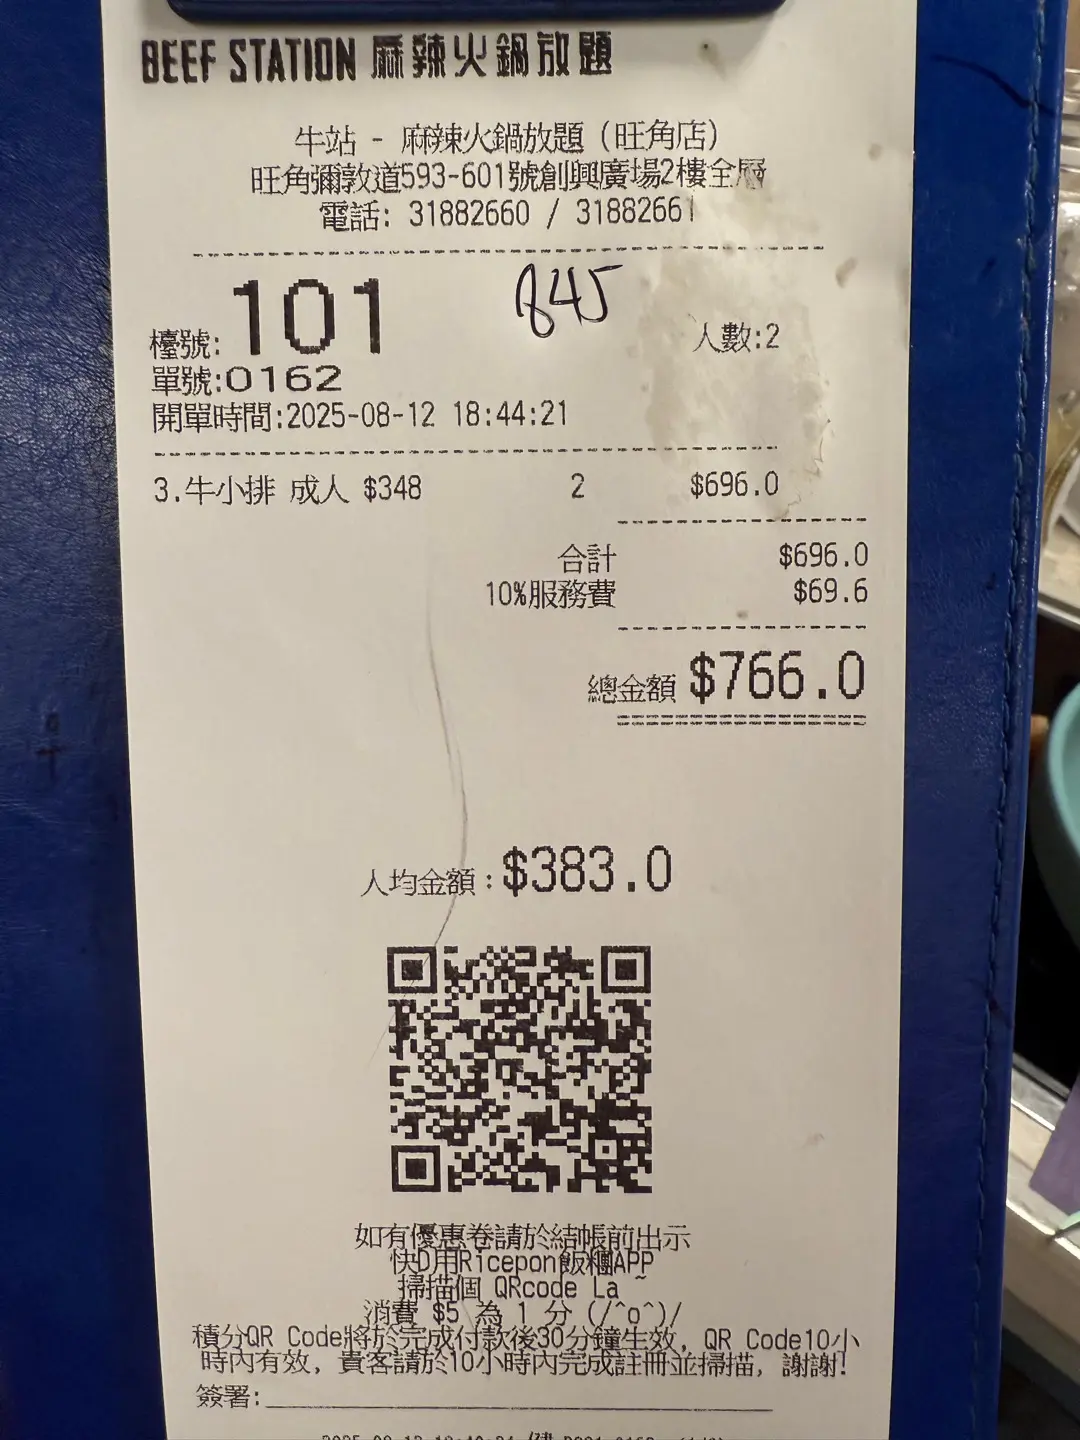 BEEF STATION 麻辣火鍋放題
牛站 - 麻辣火鍋放題 (旺角店)
旺角彌敦道593-601號創興廣場2樓全層
電話: 31882660 / 31882661
845
檯號: 101
人數:2
單號:0162
開單時間:2025-08-12 18:44:21
3.牛小排 成人 $348 2 $696.0
合計 $696.0
10%服務費 $69.6
總金額 $766.0
人均金額:$383.0
如有優惠卷請於結帳前出示
快D用Ricepon飯糰APP
掃描個 QRcode La ~
消費 $5 為 1 分 (/^o^)/
積分QR Code將於完成付款後30分鐘生效, QR Code10小
時內有效, 貴客請於10小時內完成註冊並掃描, 謝謝!
簽署: